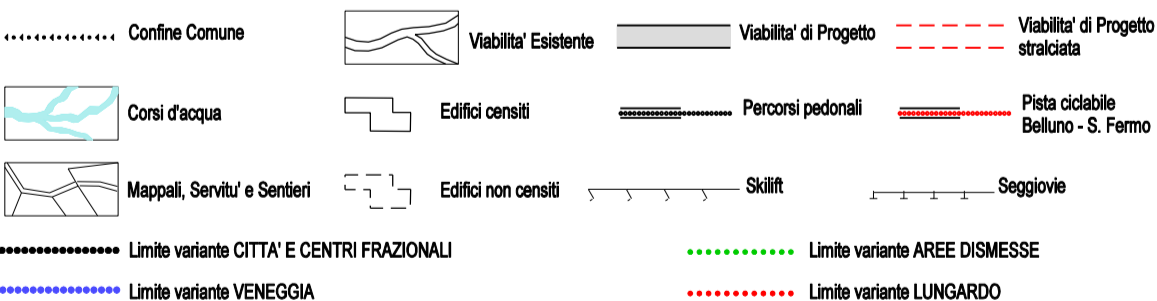 Confine Comune
Viabilita' Esistente
Viabilita' di Progetto
Viabilita' di Progetto
stralciata
Corsi d'acqua
Edifici censiti
Percorsi pedonali
Pista ciclabile
Belluno - S. Fermo
Mappali, Servitu' e Sentieri
Edifici non censiti
Skilift
Seggiovie
Limite variante CITTA' E CENTRI FRAZIONALI
Limite variante AREE DISMESSE
Limite variante VENEGGIA
Limite variante LUNGARDO